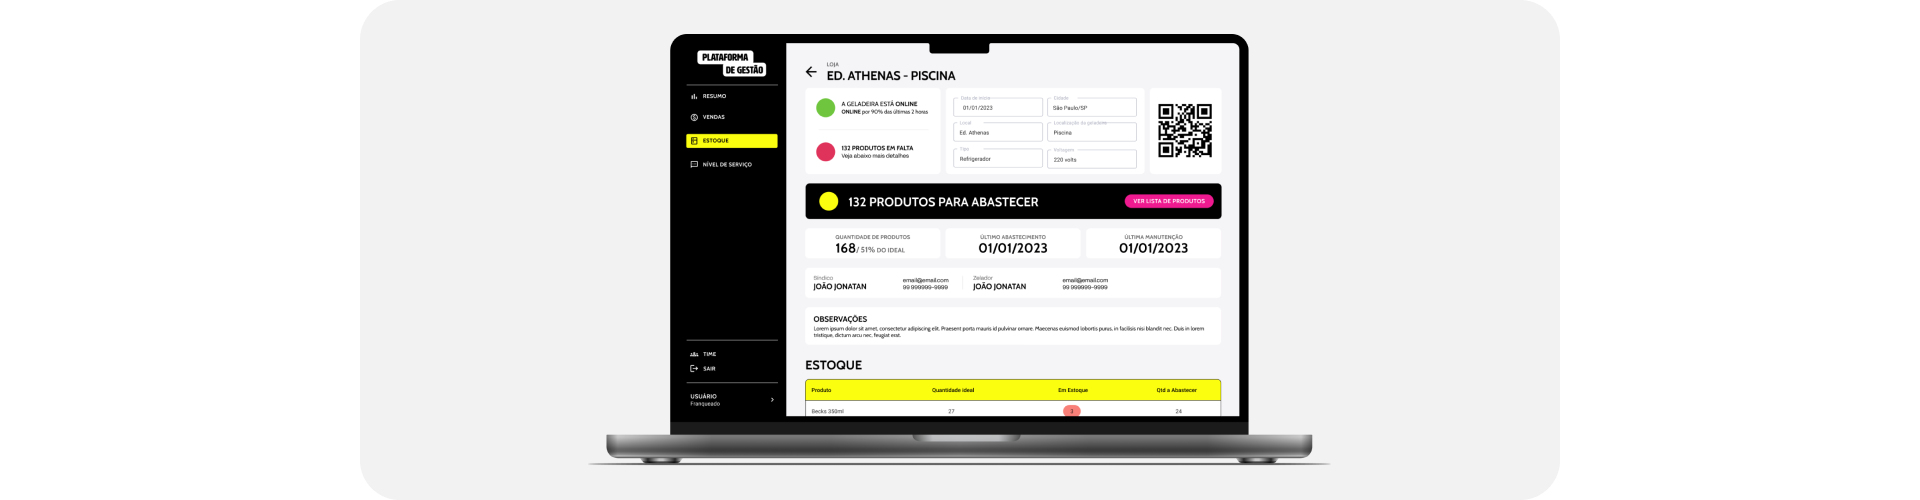 PLATAFORMA
DE GESTÃO
RESUMO
VENDAS
ESTOQUE
NÍVEL DE SERVIÇO
TIME
SAIR
USUÁRIO
Franqueado
LOJA
ED. ATHENAS - PISCINA
A GELADEIRA ESTÁ ONLINE
ONLINE por 90% das últimas 2 horas
132 PRODUTOS EM FALTA
Veja abaixo mais detalhes
Data de início
01/01/2023
Cidade
São Paulo/SP
Local
Ed. Athenas
Localização da geladeira
Piscina
Tipo
Refrigerador
Voltagem
220 volts
132 PRODUTOS PARA ABASTECER
VER LISTA DE PRODUTOS
QUANTIDADE DE PRODUTOS
168/ 51% DO IDEAL
ÚLTIMO ABASTECIMENTO
01/01/2023
ÚLTIMA MANUTENÇÃO
01/01/2023
Síndico
JOÃO JONATAN
email@email.com
99 999999-9999
Zelador
JOÃO JONATAN
email@email.com
99 999999-9999
OBSERVAÇÕES
Lorem ipsum dolor sit amet, consectetur adipiscing elit. Praesent porta mauris id pulvinar ornare. Maecenas euismod lobortis purus, in facilisis nisi blandit nec. Duis in lorem
tristique, dictum arcu nec, feugiat erat.
ESTOQUE
Produto Quantidade ideal Em Estoque Qtd a Abastecer
Becks 350ml 27 3 24